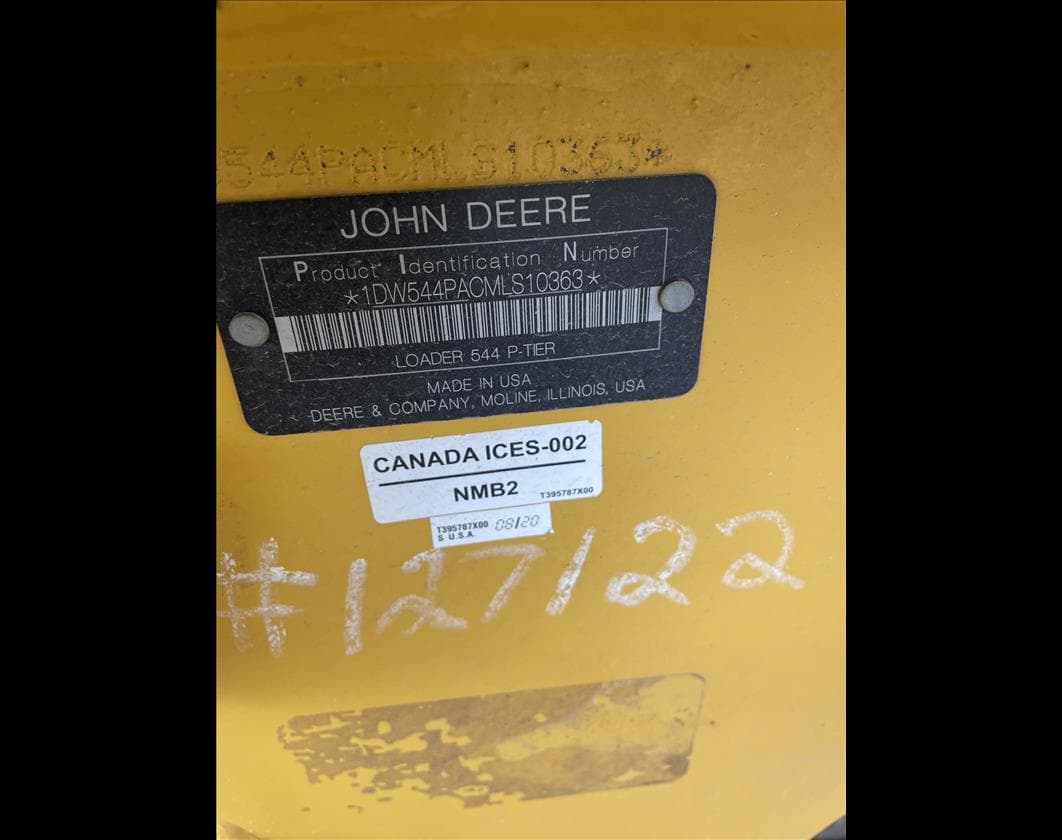 544PACMLS10363*
JOHN DEERE
Product Identification Number
*1DW544PACMLS10363*
LOADER 544 P-TIER
MADE IN USA
DEERE & COMPANY, MOLINE, ILLINOIS, USA
CANADA ICES-002
NMB2 T395787X00
T395787X00 08/20
S U.S.A.
#127122